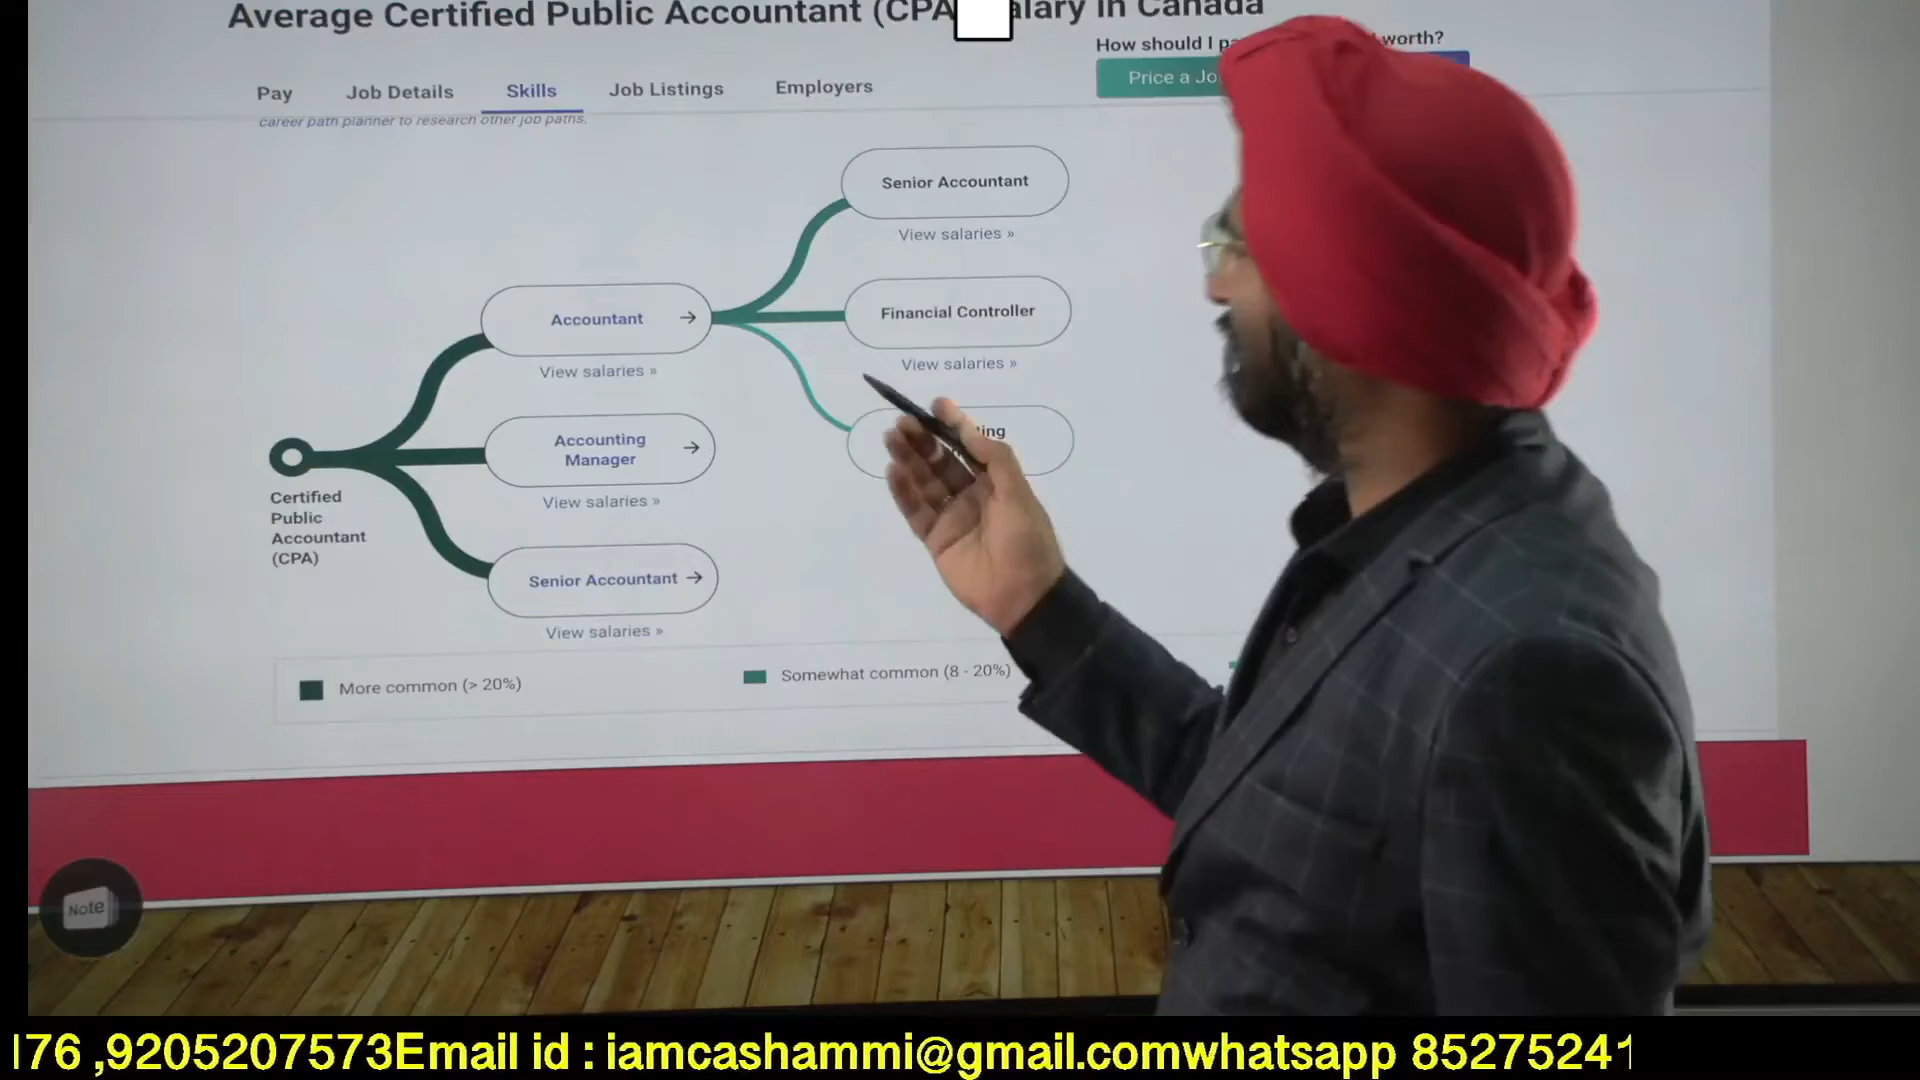 Average Certified Public Accountant (CPA alary in Canada
How should I worth?
Price a Jo
Pay Job Details Skills Job Listings Employers
career path planner to research other job paths.
Senior Accountant
View salaries »
Accountant →
View salaries »
Financial Controller
View salaries »
Accounting
Manager →
View salaries »
Certified
Public
Accountant
(CPA)
Senior Accountant →
View salaries »
More common (> 20%)
Somewhat common (8 - 20%)
Note
176 ,9205207573Email id : iamcashammi@gmail.comwhatsapp 85275241